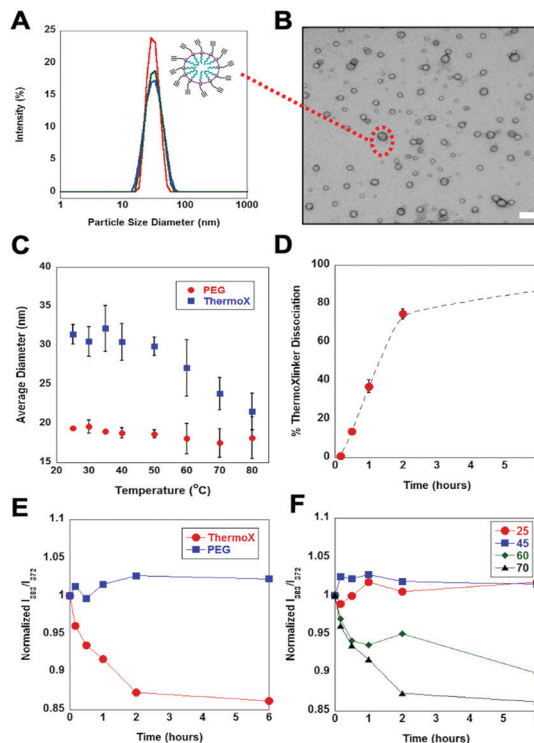 A
B
25
20
15
10
5
0
Intensity (%)
1
10
100
1000
Particle Size Diameter (nm)
C
D
40
35
30
25
20
15
Average Diameter (nm)
PEG
ThermoX
20
30
40
50
60
70
80
Temperature (°C)
100
80
60
40
20
0
% ThermoXlinker Dissociation
0
1
2
Time (hours)
E
F
1.1
1.05
1
0.95
0.9
0.85
Normalized I383/I372
ThermoX
PEG
0
1
2
3
4
5
6
Time (hours)
1.1
1.05
1
0.95
0.9
0.85
Normalized I383/I372
25
45
60
70
0
1
2
Time (hours)